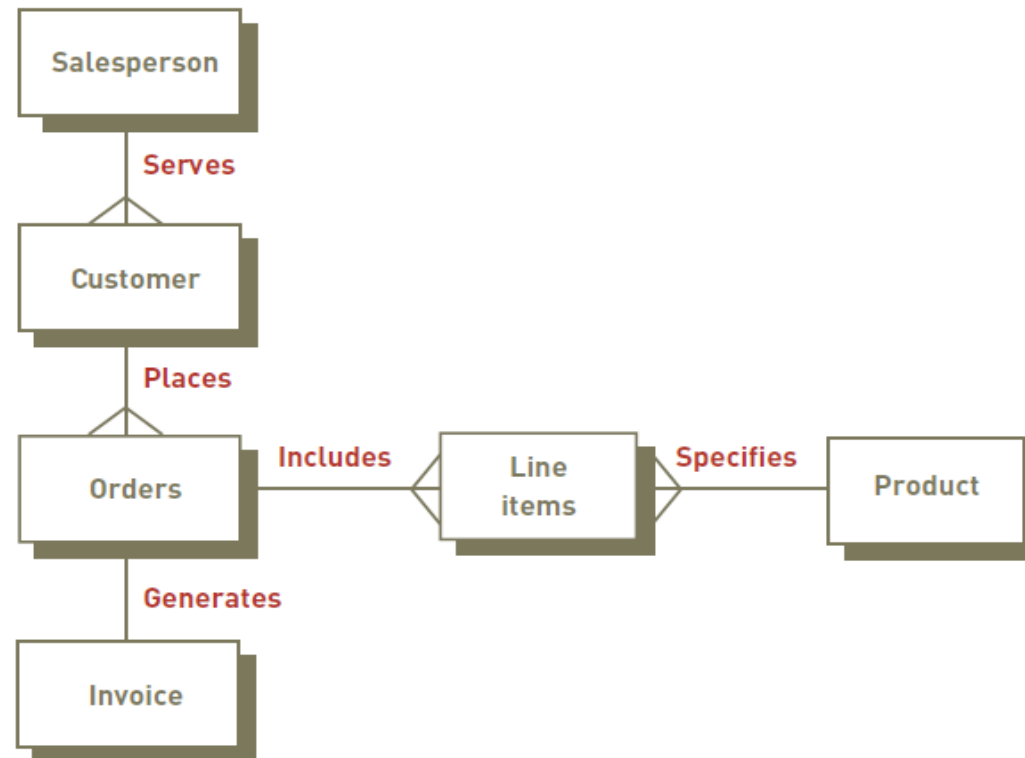 Salesperson
Serves
Customer
Places
Orders
Includes
Line
items
Specifies
Product
Generates
Invoice